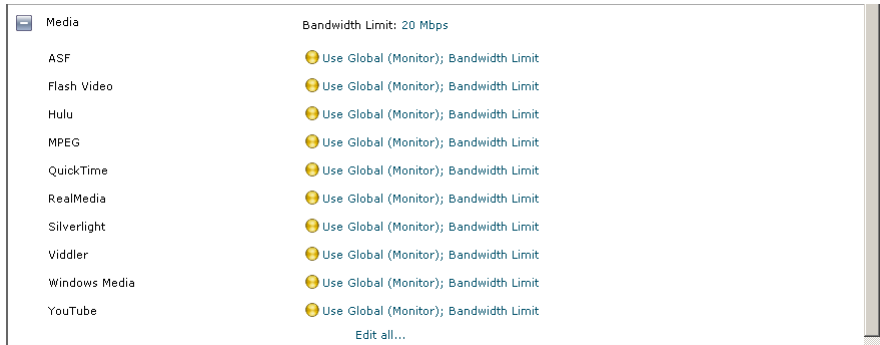 Media Bandwidth Limit: 20 Mbps
ASF Use Global (Monitor); Bandwidth Limit
Flash Video Use Global (Monitor); Bandwidth Limit
Hulu Use Global (Monitor); Bandwidth Limit
MPEG Use Global (Monitor); Bandwidth Limit
QuickTime Use Global (Monitor); Bandwidth Limit
RealMedia Use Global (Monitor); Bandwidth Limit
Silverlight Use Global (Monitor); Bandwidth Limit
Viddler Use Global (Monitor); Bandwidth Limit
Windows Media Use Global (Monitor); Bandwidth Limit
YouTube Use Global (Monitor); Bandwidth Limit
Edit all...